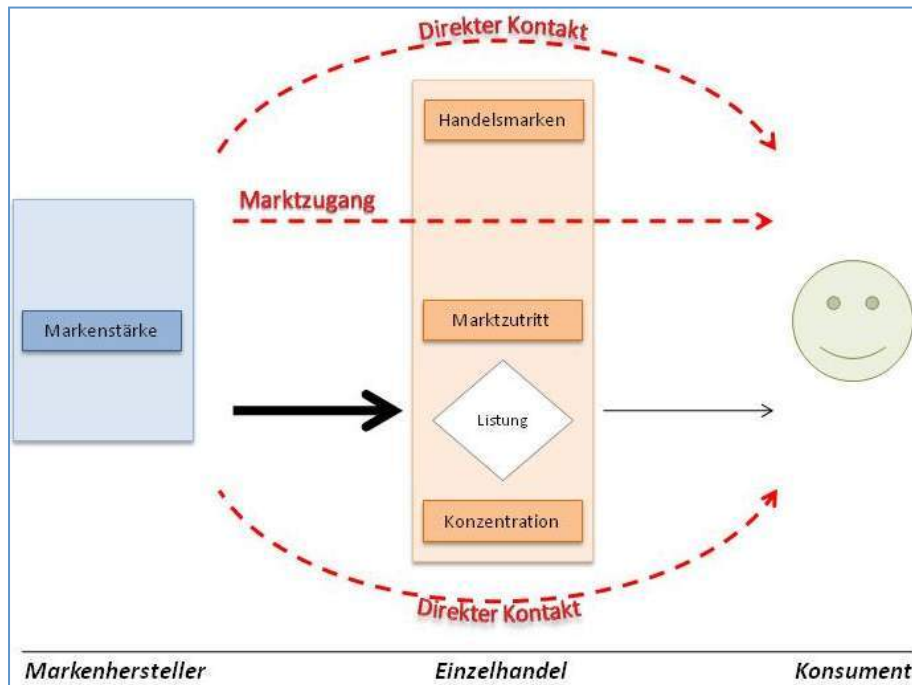 Direkter Kontakt
Handelsmarken
Marktzugang
Markenstärke
Marktzutritt
Listung
Konzentration
Direkter Kontakt
Markenhersteller Einzelhandel Konsument